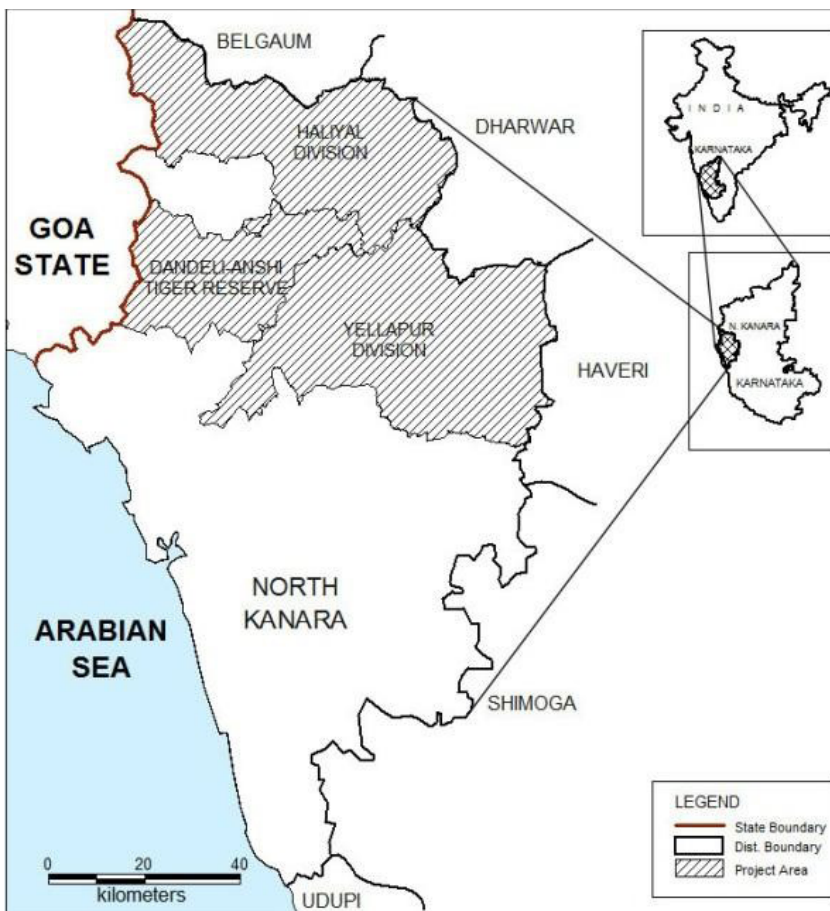 BELGAUM
DHARWAR
HALIYAL
DIVISION
GOA
STATE
DANDELI-ANSHI
TIGER RESERVE
YELLAPUR
DIVISION
HAVERI
NORTH
KANARA
ARABIAN
SEA
SHIMOGA
UDUPI
0 20 40
kilometers
INDIA
KARNATAKA
N. KANARA
KARNATAKA
LEGEND
State Boundary
Dist. Boundary
Project Area